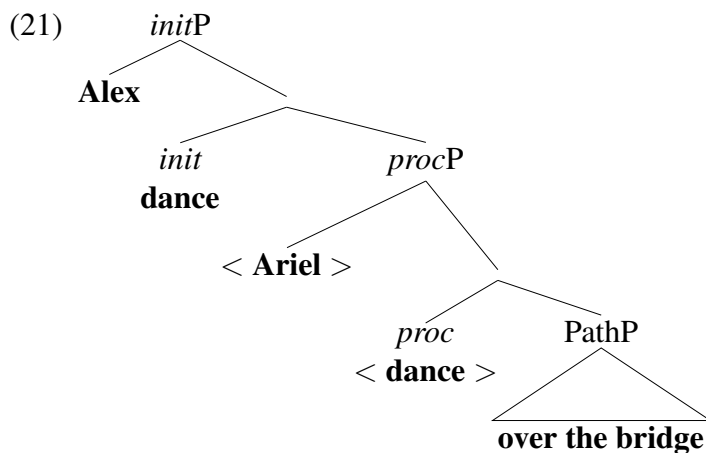 (21) initP
Alex
init procP
dance
< Ariel >
proc PathP
< dance >
over the bridge